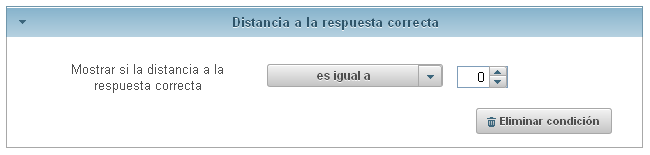 Distancia a la respuesta correcta
Mostrar si la distancia a la
respuesta correcta
es igual a
0
Eliminar condición